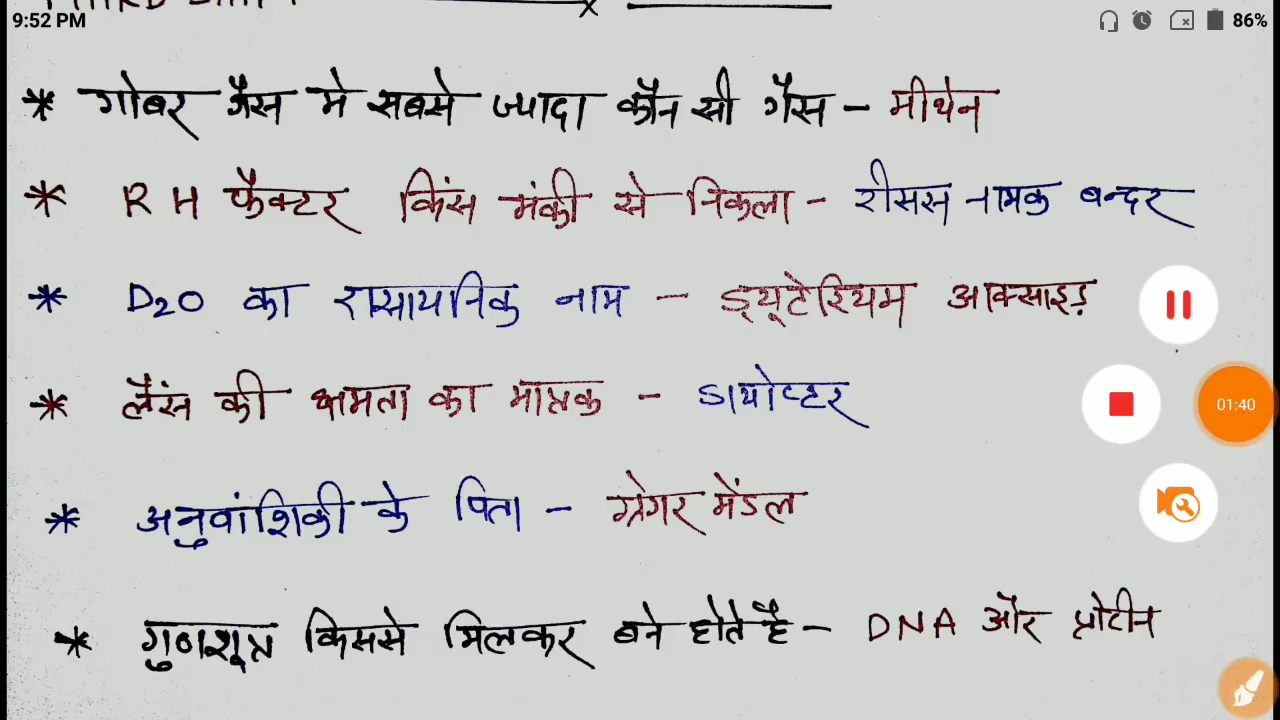 9:52 PM 86%
* गोबर गैस मे सबसे ज्यादा कौन सी गैस - मीथेन
* RH फैक्टर किंस मंकी से निकला - रीसस नामक बन्दर
* D2O का रासायनिक नाम - ड्यूटेरियम आक्साइड़
* लैंस की क्षमता का मात्रक - डायोप्टर
01:40
* अनुवांशिकी के पिता - ग्रेगर मेंडल
* गुणशूत्र किससे मिलकर बने होते है - DNA और प्रोटीन